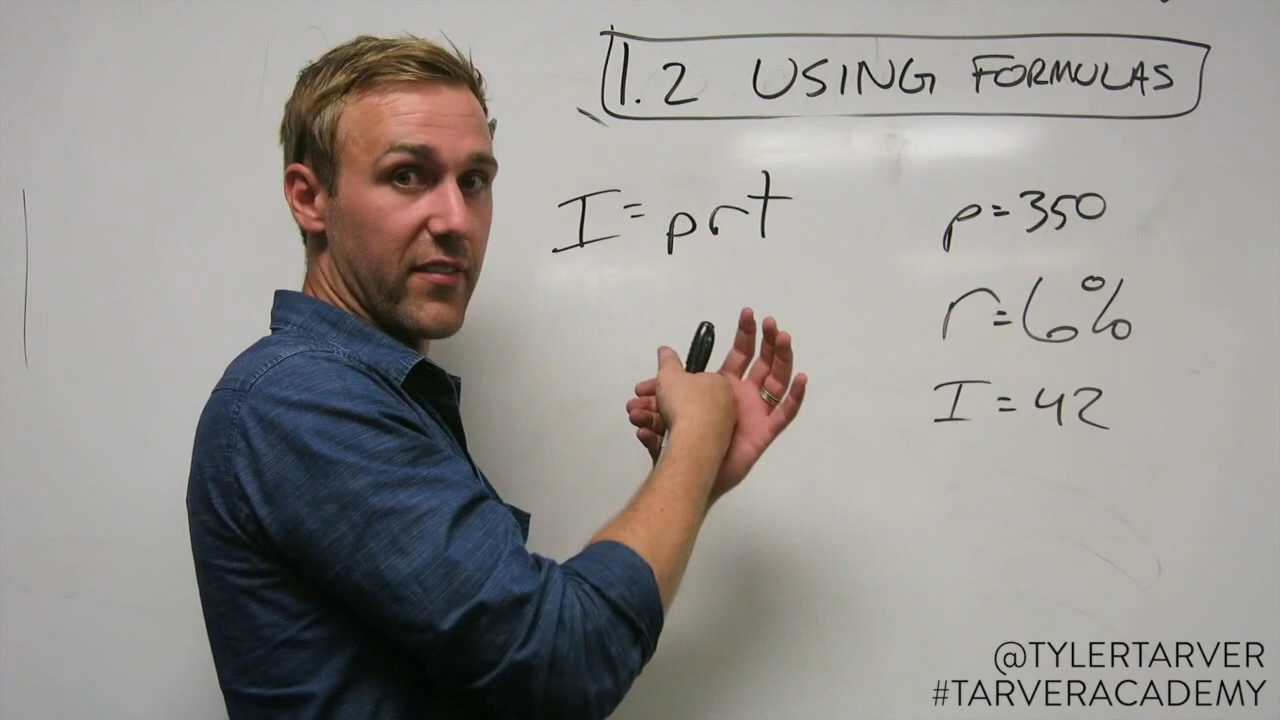 1.2 USING FORMULAS
I=prt
p=350
r=6%
I=42
@TYLERTARVER
#TARVERACADEMY